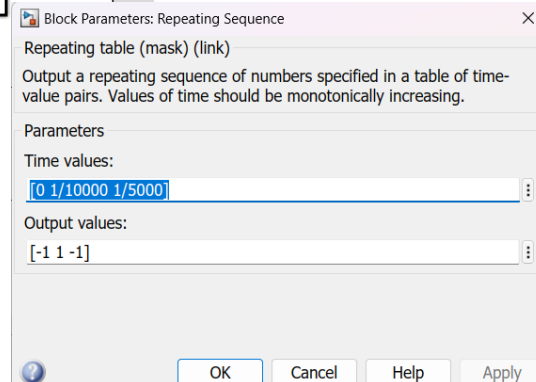 Block Parameters: Repeating Sequence
Repeating table (mask) (link)
Output a repeating sequence of numbers specified in a table of time-
value pairs. Values of time should be monotonically increasing.
Parameters
Time values:
[0 1/10000 1/5000]
Output values:
[-1 1 -1]
OK Cancel Help Apply